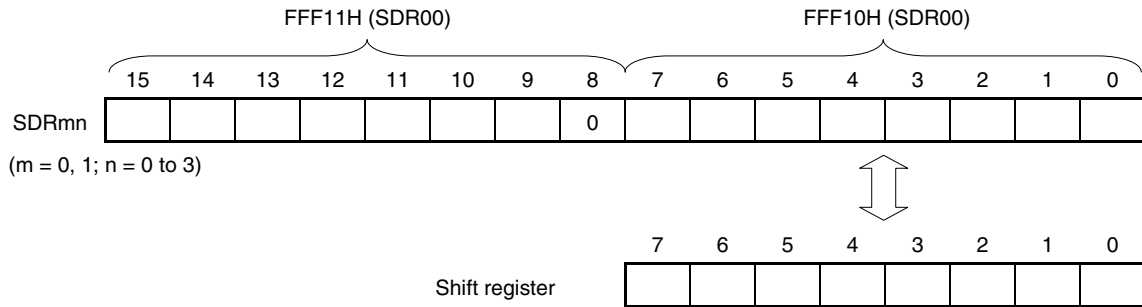 FFF11H (SDR00) FFF10H (SDR00)
15 14 13 12 11 10 9 8 7 6 5 4 3 2 1 0
SDRmn 0
(m = 0, 1; n = 0 to 3)
7 6 5 4 3 2 1 0
Shift register